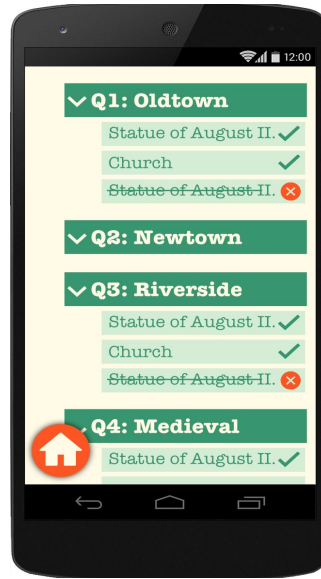 12:00
Q1: Oldtown
Statue of August II.
Church
Statue of August II.
Q2: Newtown
Q3: Riverside
Statue of August II.
Church
Statue of August II.
Q4: Medieval
Statue of August II.